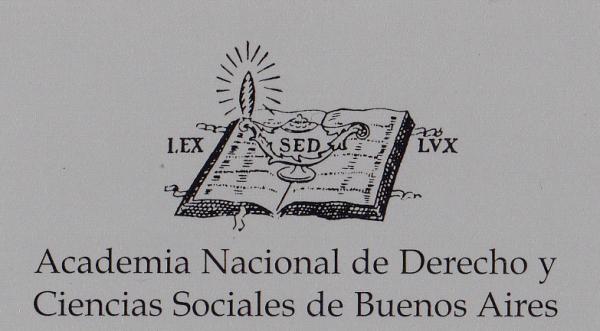 LEX SED LVX
Academia Nacional de Derecho y
Ciencias Sociales de Buenos Aires